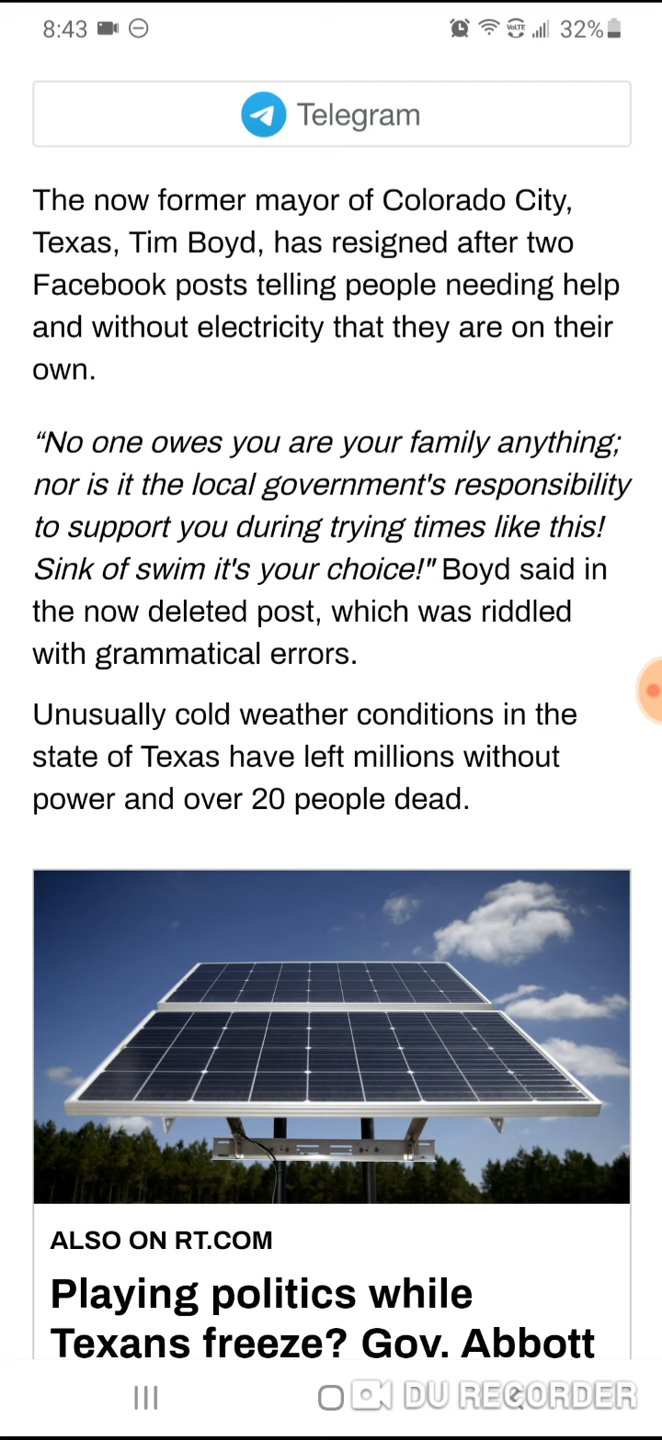 8:43
VoLTE
32%
Telegram
The now former mayor of Colorado City,
Texas, Tim Boyd, has resigned after two
Facebook posts telling people needing help
and without electricity that they are on their
own.
“No one owes you are your family anything;
nor is it the local government's responsibility
to support you during trying times like this!
Sink of swim it's your choice!" Boyd said in
the now deleted post, which was riddled
with grammatical errors.
Unusually cold weather conditions in the
state of Texas have left millions without
power and over 20 people dead.
ALSO ON RT.COM
Playing politics while
Texans freeze? Gov. Abbott
DU RECORDER